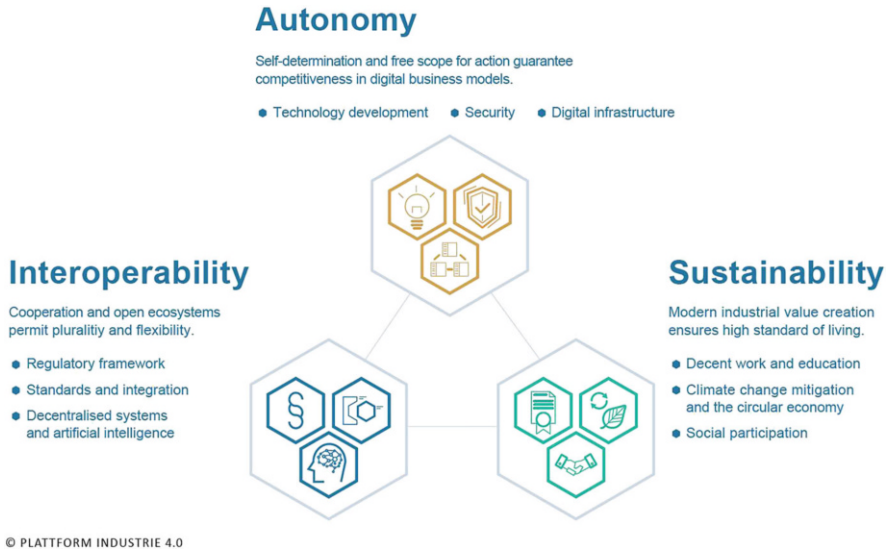 Autonomy
Self-determination and free scope for action guarantee
competitiveness in digital business models.
Technology development
Security
Digital infrastructure
Interoperability
Cooperation and open ecosystems
permit pluralitiy and flexibility.
Regulatory framework
Standards and integration
Decentralised systems
and artificial intelligence
Sustainability
Modern industrial value creation
ensures high standard of living.
Decent work and education
Climate change mitigation
and the circular economy
Social participation
§
© PLATTFORM INDUSTRIE 4.0